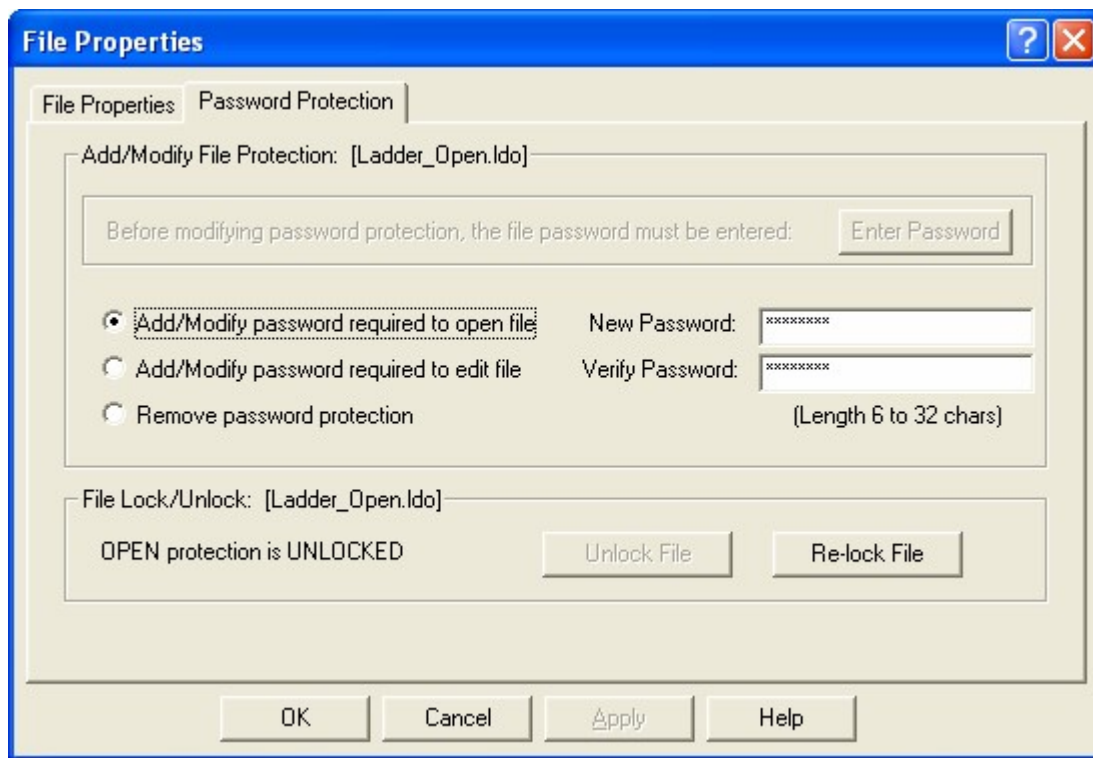 File Properties
File Properties Password Protection
Add/Modify File Protection: [Ladder_Open.ldo]
Before modifying password protection, the file password must be entered: Enter Password
Add/Modify password required to open file New Password: ********
Add/Modify password required to edit file Verify Password: ********
Remove password protection (Length 6 to 32 chars)
File Lock/Unlock: [Ladder_Open.ldo]
OPEN protection is UNLOCKED Unlock File Re-lock File
OK Cancel Apply Help